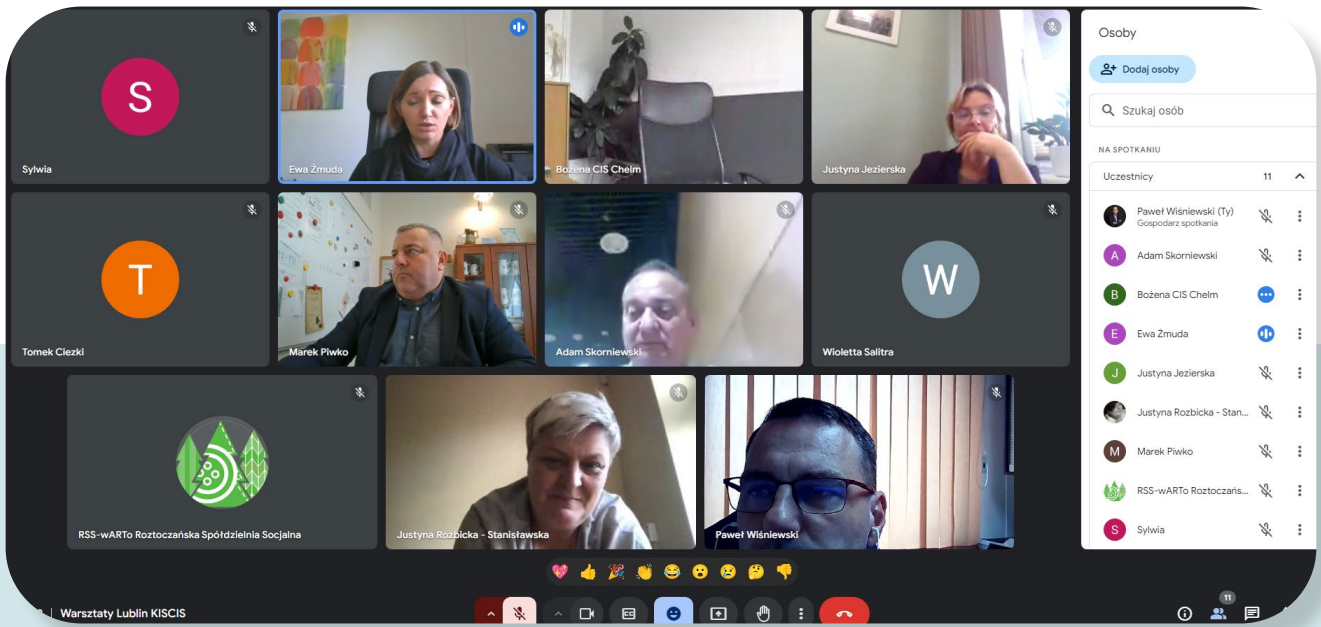 S
Sylwia
Ewa Żmuda
Bożena CIS Chelm
Justyna Jezierska
T
Tomek Clezki
Marek Piwko
Adam Skorniewski
W
Wioletta Salitra
RSS-wARTo Roztoczańska Spółdzielnia Socjalna
Justyna Rozbicka - Stanisławska
Paweł Wiśniewski
Warsztaty Lublin KISCIS
11
Osoby
Dodaj osoby
Szukaj osób
NA SPOTKANIU
Uczestnicy 11
Paweł Wiśniewski (Ty)
Gospodarz spotkania
A Adam Skorniewski
B Bożena CIS Chelm
E Ewa Żmuda
J Justyna Jezierska
Justyna Rozbicka - Stan...
M Marek Piwko
RSS-wARTo Roztoczańs...
S Sylwia